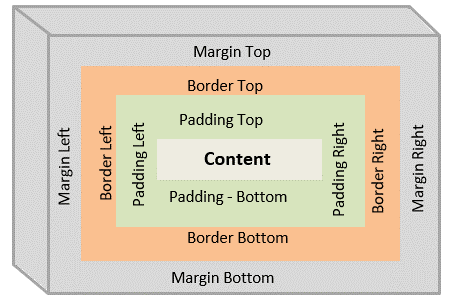 Margin Top
Border Top
Padding Top
Margin Left
Border Left
Padding Left
Content
Padding Right
Border Right
Margin Right
Padding - Bottom
Border Bottom
Margin Bottom